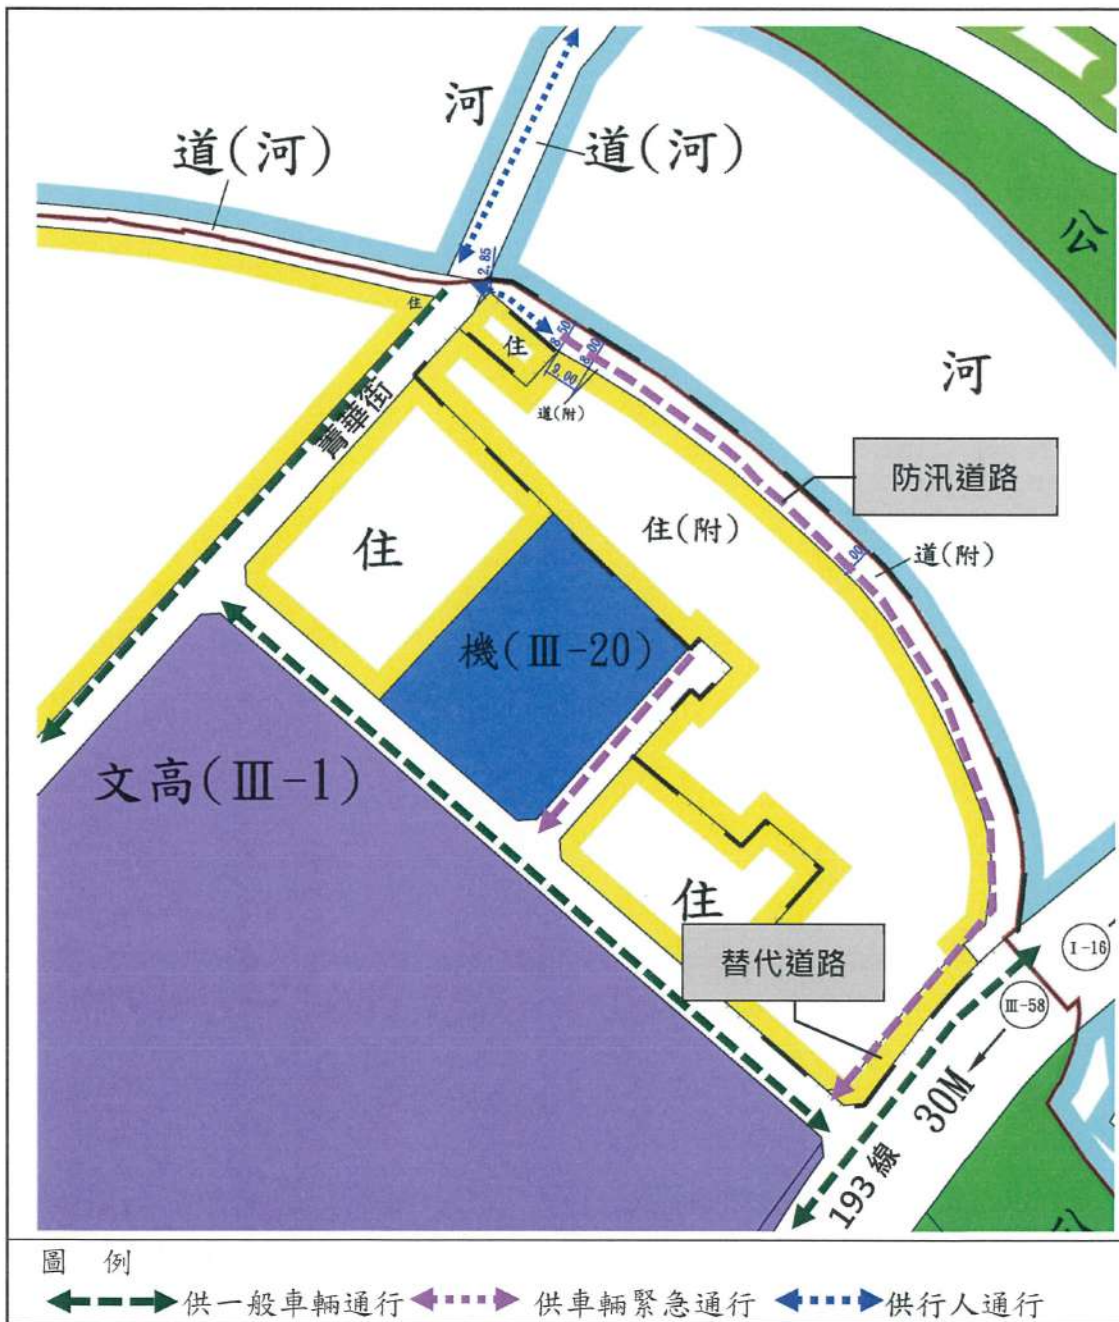 河
道(河)
道(河)
公
2.85
住
住
8.50
8.00
9.00
道(附)
河
菁華街
防汛道路
住
住(附)
.00
道(附)
機(Ⅲ-20)
文高(Ⅲ-1)
住
替代道路
I-16
Ⅲ-58
193線 30M
圖 例
供一般車輛通行 供車輛緊急通行 供行人通行